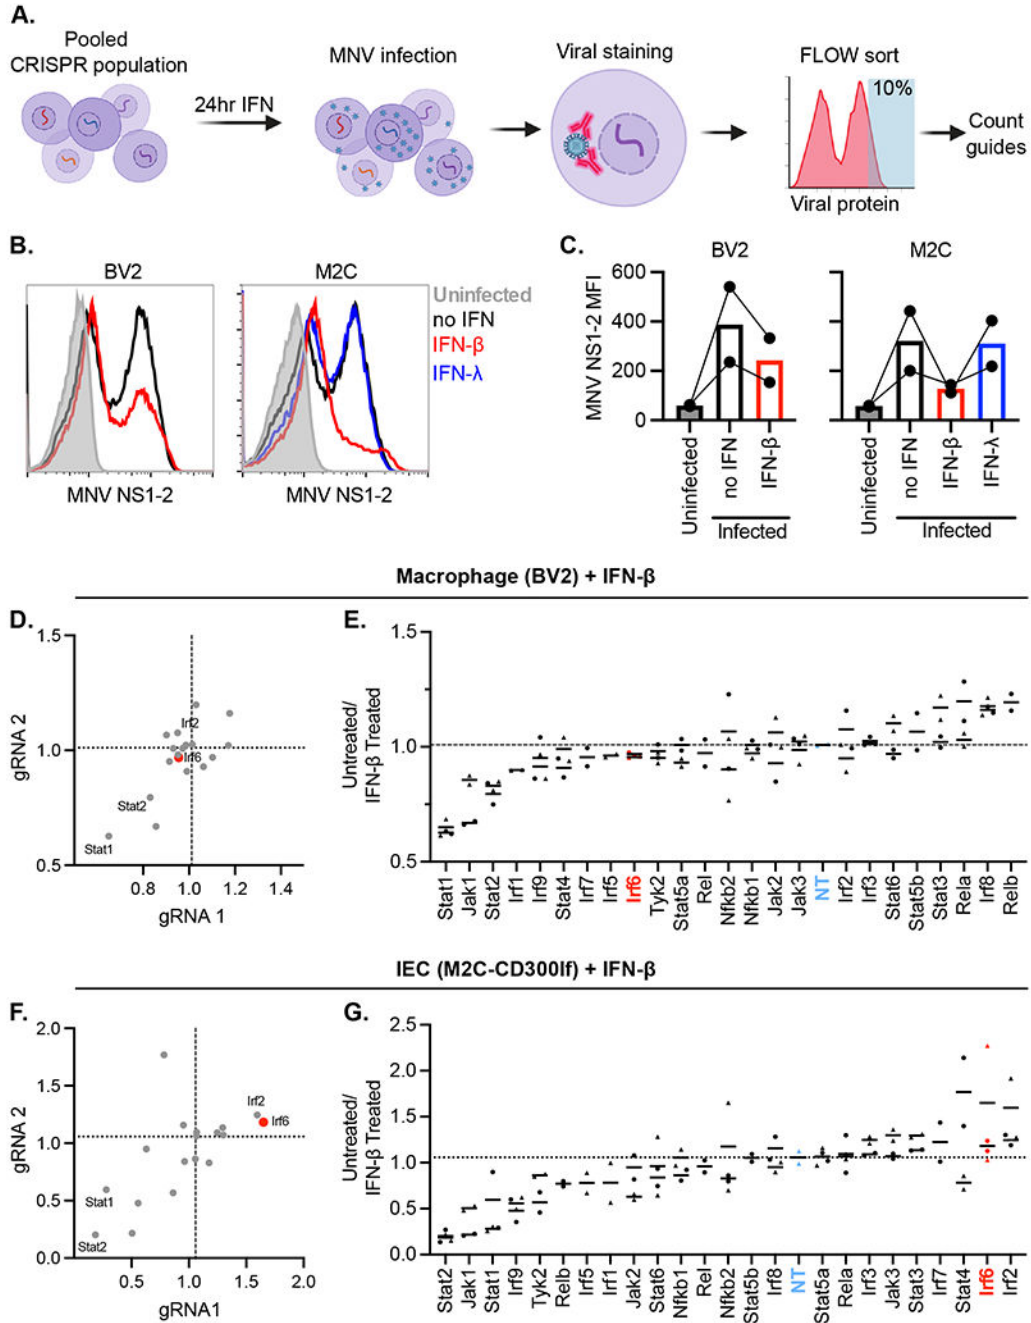 A.
Pooled
CRISPR population
24hr IFN
MNV infection
Viral staining
FLOW sort
10%
Viral protein
Count
guides
B.
BV2
M2C
MNV NS1-2
MNV NS1-2
Uninfected
no IFN
IFN-β
IFN-λ
C.
BV2
M2C
MNV NS1-2 MFI
600
400
200
0
Uninfected
no IFN
IFN-β
Infected
Uninfected
no IFN
IFN-β
IFN-λ
Infected
Macrophage (BV2) + IFN-β
D.
gRNA 2
1.5
1.0
0.5
Irf2
Irf6
Stat2
Stat1
0.8 1.0 1.2 1.4
gRNA 1
E.
Untreated/
IFN-β Treated
1.5
1.0
0.5
Stat1
Jak1
Stat2
Irf1
Irf9
Stat4
Irf7
Irf5
Irf6
Tyk2
Stat5a
Rel
Nfkb2
Nfkb1
Jak2
Jak3
NT
Irf2
Irf3
Stat6
Stat5b
Stat3
Rela
Irf8
Relb
IEC (M2C-CD300lf) + IFN-β
F.
gRNA 2
2.0
1.5
1.0
0.5
0.0
Irf2
Irf6
Stat1
Stat2
0.5 1.0 1.5 2.0
gRNA1
G.
Untreated/
IFN-β Treated
2.5
2.0
1.5
1.0
0.5
0.0
Stat2
Jak1
Stat1
Irf9
Tyk2
Relb
Irf5
Irf1
Jak2
Stat6
Nfkb1
Rel
Nfkb2
Stat5b
Irf8
NT
Stat5a
Rela
Irf3
Jak3
Stat3
Irf7
Stat4
Irf6
Irf2